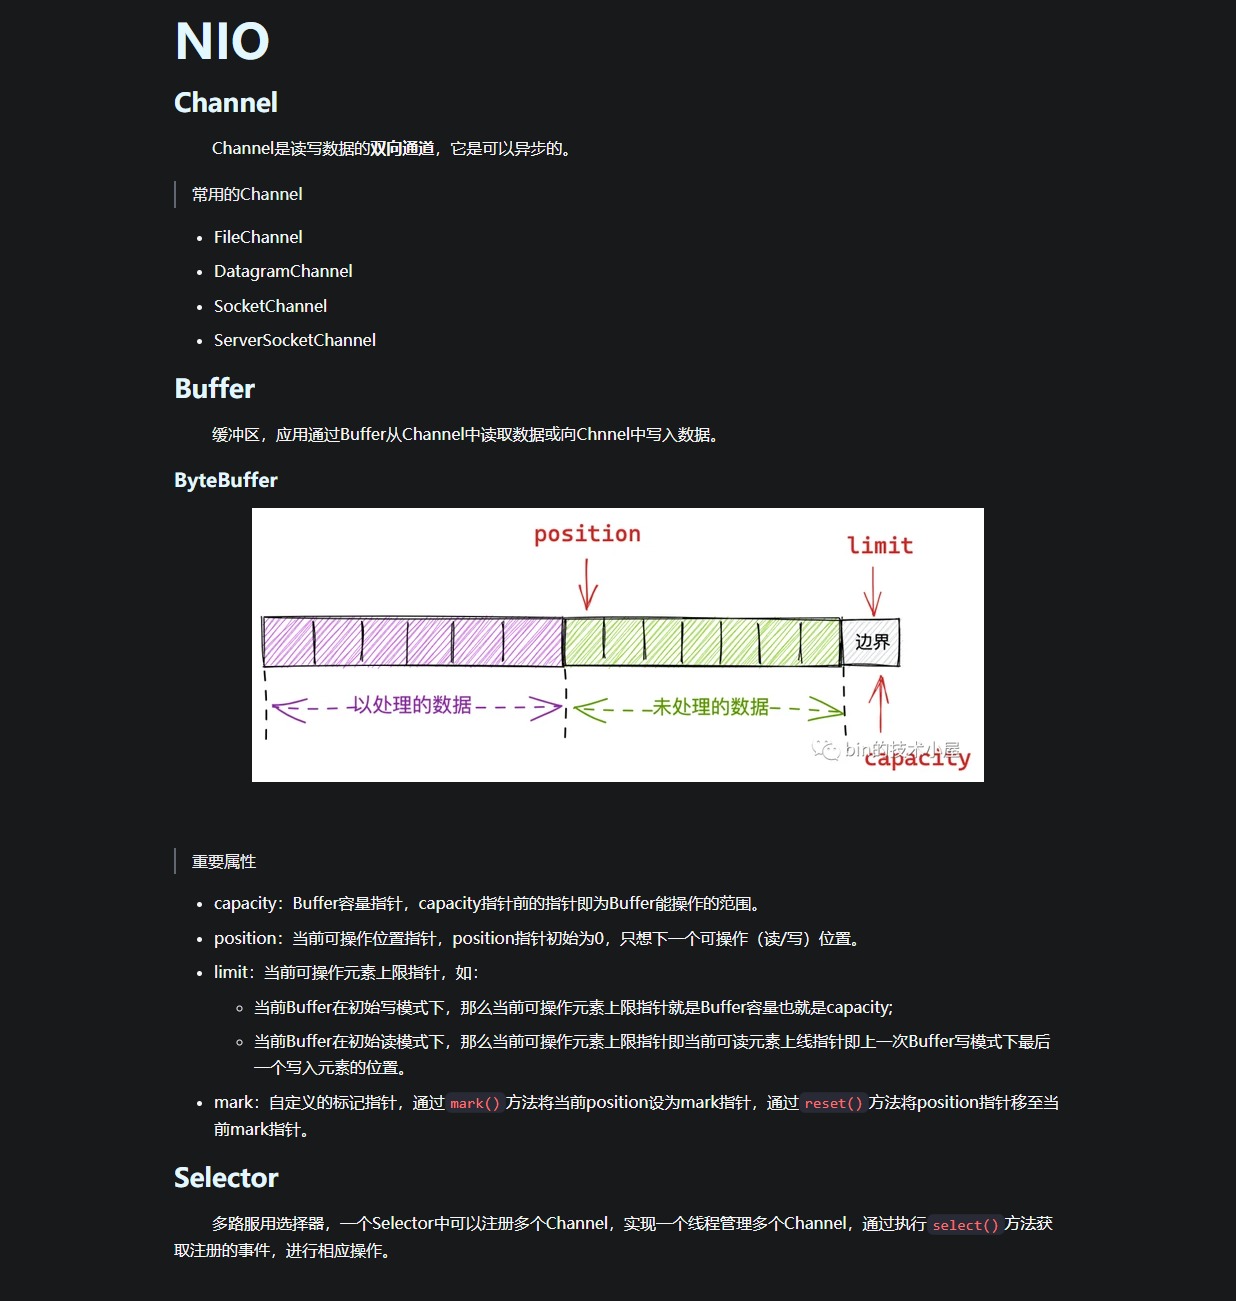 NIO
Channel
Channel是读写数据的双向通道，它是可以异步的。
常用的Channel
FileChannel
DatagramChannel
SocketChannel
ServerSocketChannel
Buffer
缓冲区，应用通过Buffer从Channel中读取数据或向Chnnel中写入数据。
ByteBuffer
position
limit
边界
以处理的数据
未处理的数据
bin的技术小屋
capacity
重要属性
capacity：Buffer容量指针，capacity指针前的指针即为Buffer能操作的范围。
position：当前可操作位置指针，position指针初始为0，只想下一个可操作（读/写）位置。
limit：当前可操作元素上限指针，如：
当前Buffer在初始写模式下，那么当前可操作元素上限指针就是Buffer容量也就是capacity;
当前Buffer在初始读模式下，那么当前可操作元素上限指针即当前可读元素上线指针即上一次Buffer写模式下最后
一个写入元素的位置。
mark：自定义的标记指针，通过mark()方法将当前position设为mark指针，通过reset()方法将position指针移至当
前mark指针。
Selector
多路服用选择器，一个Selector中可以注册多个Channel，实现一个线程管理多个Channel，通过执行select()方法获
取注册的事件，进行相应操作。